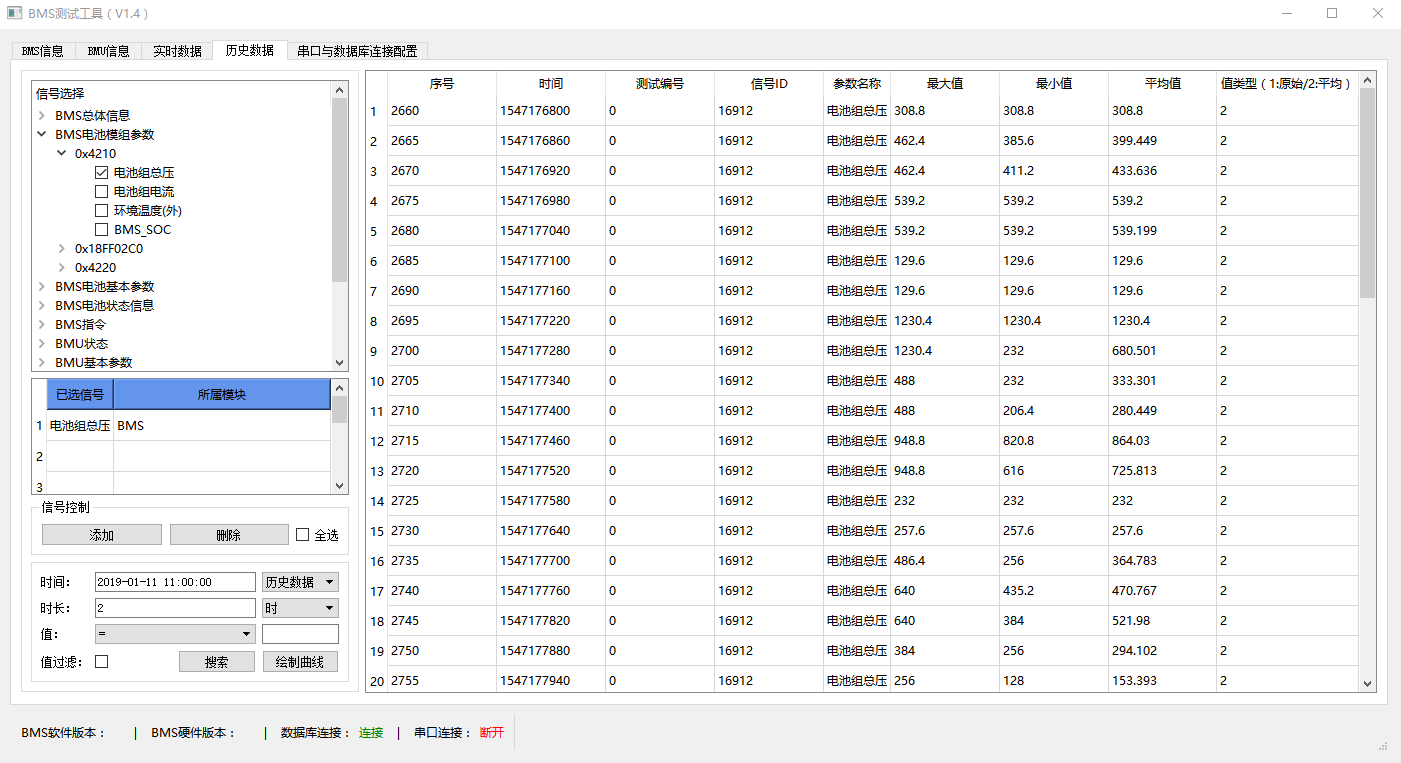 BMS测试工具（V1.4）
BMS信息 BMU信息 实时数据 历史数据 串口与数据库连接配置
信号选择
BMS总体信息
BMS电池模组参数
0x4210
电池组总压
电池组电流
环境温度(外)
BMS_SOC
0x18FF02C0
0x4220
BMS电池基本参数
BMS电池状态信息
BMS指令
BMU状态
BMU基本参数
已选信号 所属模块
1 电池组总压 BMS
2
3
信号控制
添加 删除 全选
时间： 2019-01-11 11:00:00 历史数据
时长： 2 时
值： =
值过滤： 搜索 绘制曲线
序号 时间 测试编号 信号ID 参数名称 最大值 最小值 平均值 值类型（1:原始/2:平均）
1 2660 1547176800 0 16912 电池组总压 308.8 308.8 308.8 2
2 2665 1547176860 0 16912 电池组总压 462.4 385.6 399.449 2
3 2670 1547176920 0 16912 电池组总压 462.4 411.2 433.636 2
4 2675 1547176980 0 16912 电池组总压 539.2 539.2 539.2 2
5 2680 1547177040 0 16912 电池组总压 539.2 539.2 539.199 2
6 2685 1547177100 0 16912 电池组总压 129.6 129.6 129.6 2
7 2690 1547177160 0 16912 电池组总压 129.6 129.6 129.6 2
8 2695 1547177220 0 16912 电池组总压 1230.4 1230.4 1230.4 2
9 2700 1547177280 0 16912 电池组总压 1230.4 232 680.501 2
10 2705 1547177340 0 16912 电池组总压 488 232 333.301 2
11 2710 1547177400 0 16912 电池组总压 488 206.4 280.449 2
12 2715 1547177460 0 16912 电池组总压 948.8 820.8 864.03 2
13 2720 1547177520 0 16912 电池组总压 948.8 616 725.813 2
14 2725 1547177580 0 16912 电池组总压 232 232 232 2
15 2730 1547177640 0 16912 电池组总压 257.6 257.6 257.6 2
16 2735 1547177700 0 16912 电池组总压 486.4 256 364.783 2
17 2740 1547177760 0 16912 电池组总压 640 435.2 470.767 2
18 2745 1547177820 0 16912 电池组总压 640 384 521.98 2
19 2750 1547177880 0 16912 电池组总压 384 256 294.102 2
20 2755 1547177940 0 16912 电池组总压 256 128 153.393 2
BMS软件版本： | BMS硬件版本： | 数据库连接： 连接 | 串口连接： 断开